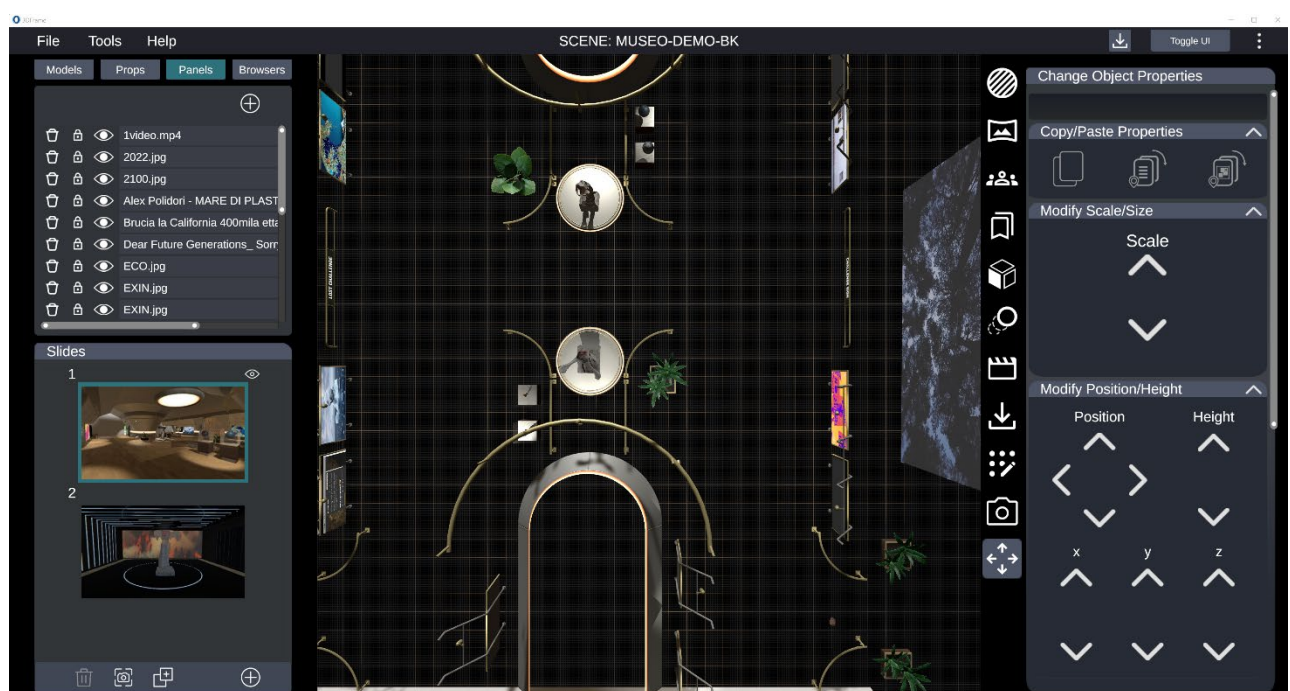 File Tools Help SCENE: MUSEO-DEMO-BK Toggle UI
Models Props Panels Browsers
1video.mp4
2022.jpg
2100.jpg
Alex Polidori - MARE DI PLAST
Brucia la California 400mila etta
Dear Future Generations_ Sorry
ECO.jpg
EXIN.jpg
EXIN.jpg
Slides
1
2
Change Object Properties
Copy/Paste Properties
Modify Scale/Size
Scale
Modify Position/Height
Position Height
x y z